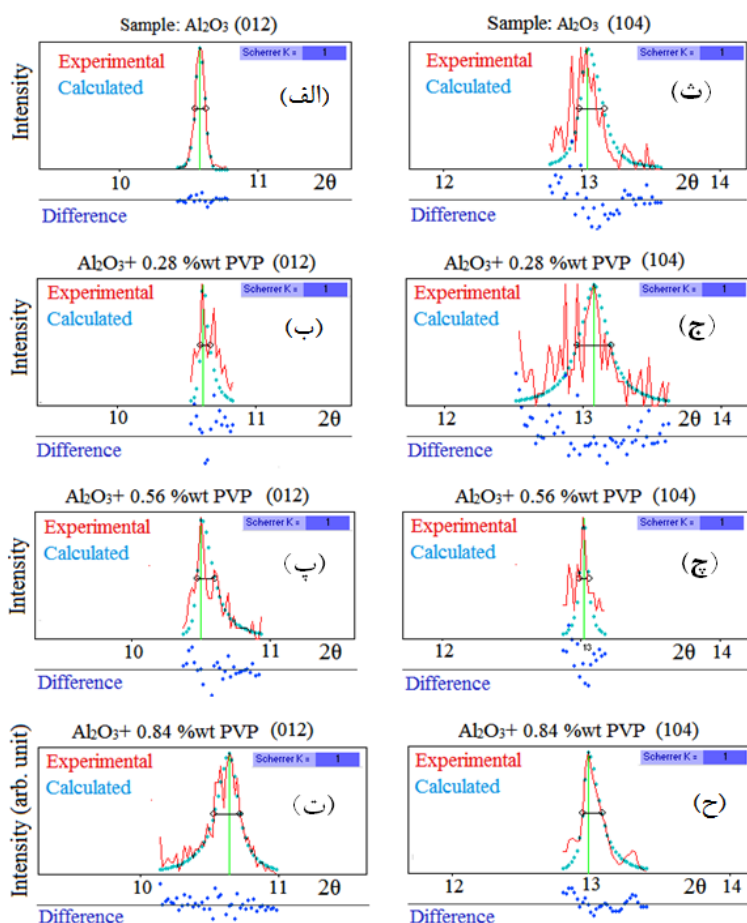 Sample: Al₂O₃ (012)
Intensity
Experimental
Calculated
Scherrer K = 1
(الف)
10 11 2θ
Difference
Sample: Al₂O₃ (104)
Experimental
Calculated
Scherrer K = 1
(ث)
12 13 2θ 14
Difference
Al₂O₃+ 0.28 %wt PVP (012)
Intensity
Experimental
Calculated
Scherrer K = 1
(ب)
10 11 2θ
Difference
Al₂O₃+ 0.28 %wt PVP (104)
Experimental
Calculated
Scherrer K = 1
(ج)
12 13 2θ 14
Difference
Al₂O₃+ 0.56 %wt PVP (012)
Intensity
Experimental
Calculated
Scherrer K = 1
(پ)
10 11 2θ
Difference
Al₂O₃+ 0.56 %wt PVP (104)
Experimental
Calculated
Scherrer K = 1
(چ)
12 13 2θ 14
Difference
Al₂O₃+ 0.84 %wt PVP (012)
Intensity (arb. unit)
Experimental
Calculated
Scherrer K = 1
(ت)
10 11 2θ
Difference
Al₂O₃+ 0.84 %wt PVP (104)
Experimental
Calculated
Scherrer K = 1
(ح)
12 13 2θ 14
Difference